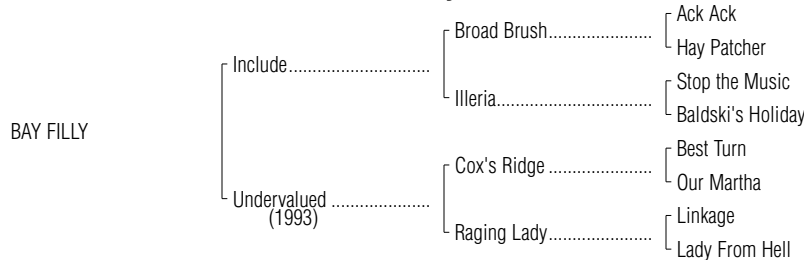 Ack Ack
Broad Brush....................
Hay Patcher
Include...........................
Stop the Music
Illeria..............................
Baldski's Holiday
BAY FILLY
Best Turn
Cox's Ridge ....................
Our Martha
Undervalued ...................
(1993)
Linkage
Raging Lady....................
Lady From Hell